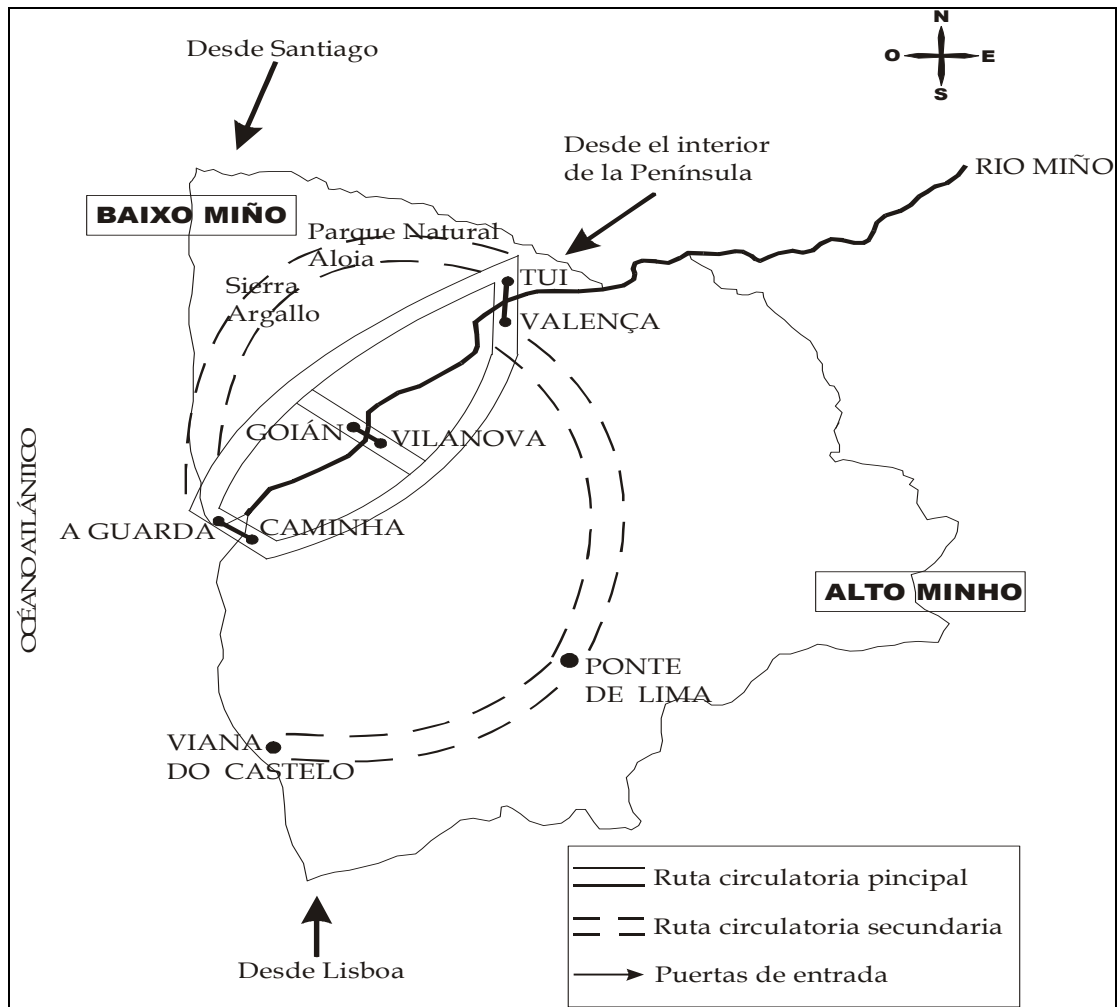 N
Desde Santiago
O E
S
Desde el interior
de la Península
RIO MIÑO
BAIXO MIÑO
Parque Natural
Aloia
TUI
Sierra
Argallo
VALENÇA
GOIÁN
VILANOVA
A GUARDA
CAMINHA
OCÉANO ATLÁNTICO
ALTO MINHO
PONTE
DE LIMA
VIANA
DO CASTELO
Ruta circulatoria pincipal
Ruta circulatoria secundaria
Puertas de entrada
Desde Lisboa